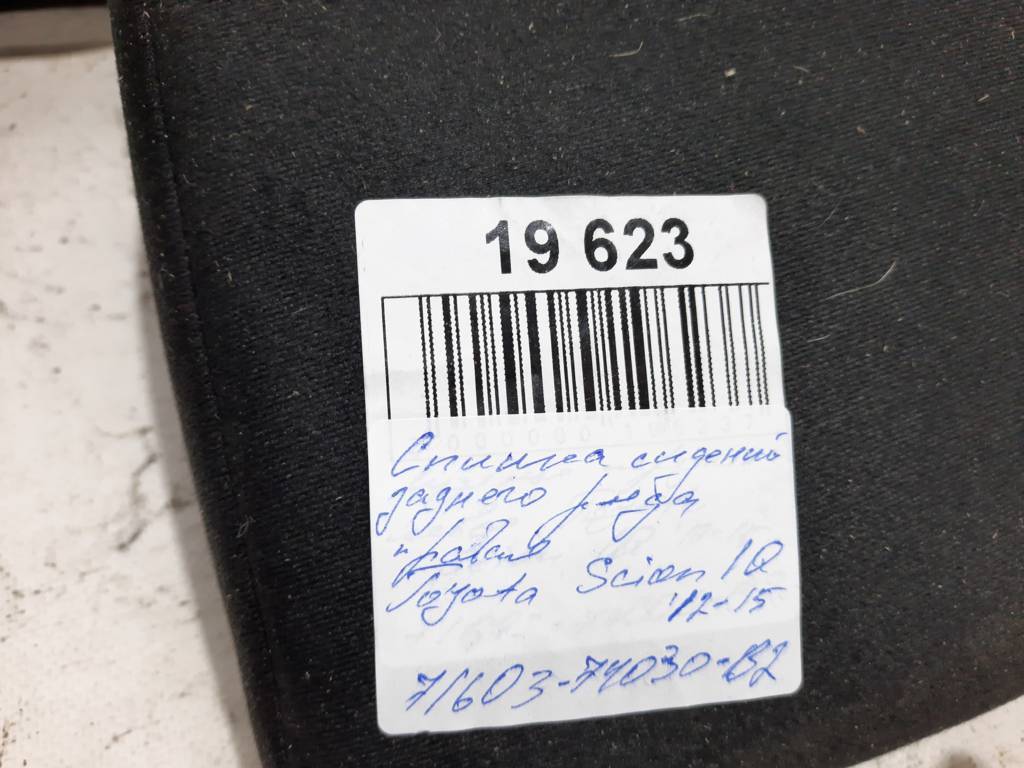 19 623
Спинка сидений
заднего ряда
правая
Toyota Scion IQ
'12-15
71603-74030-B2